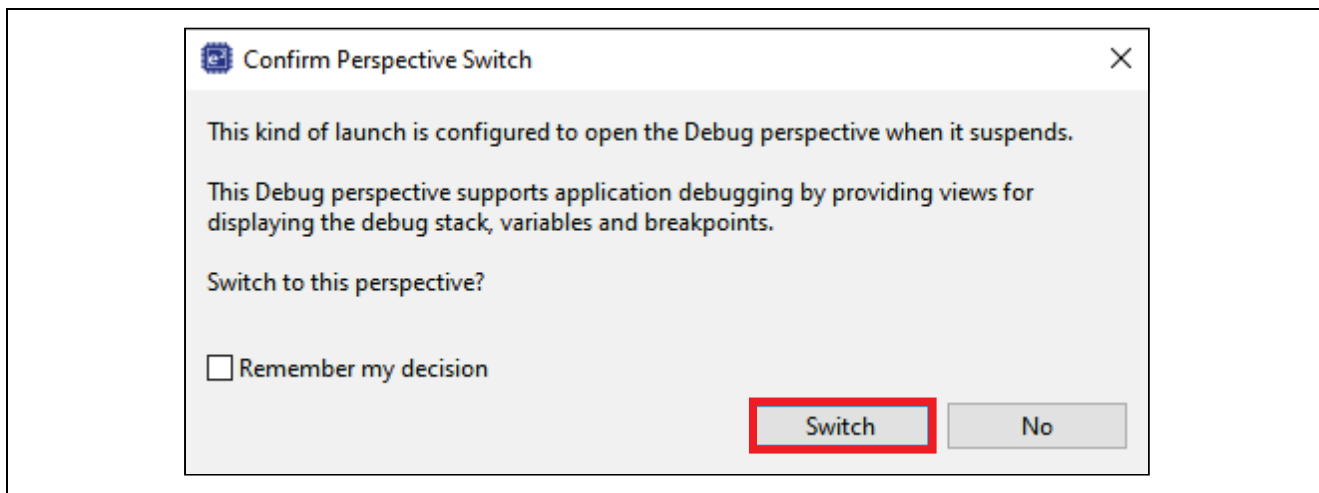 e²
Confirm Perspective Switch
This kind of launch is configured to open the Debug perspective when it suspends.
This Debug perspective supports application debugging by providing views for
displaying the debug stack, variables and breakpoints.
Switch to this perspective?
Remember my decision
Switch
No